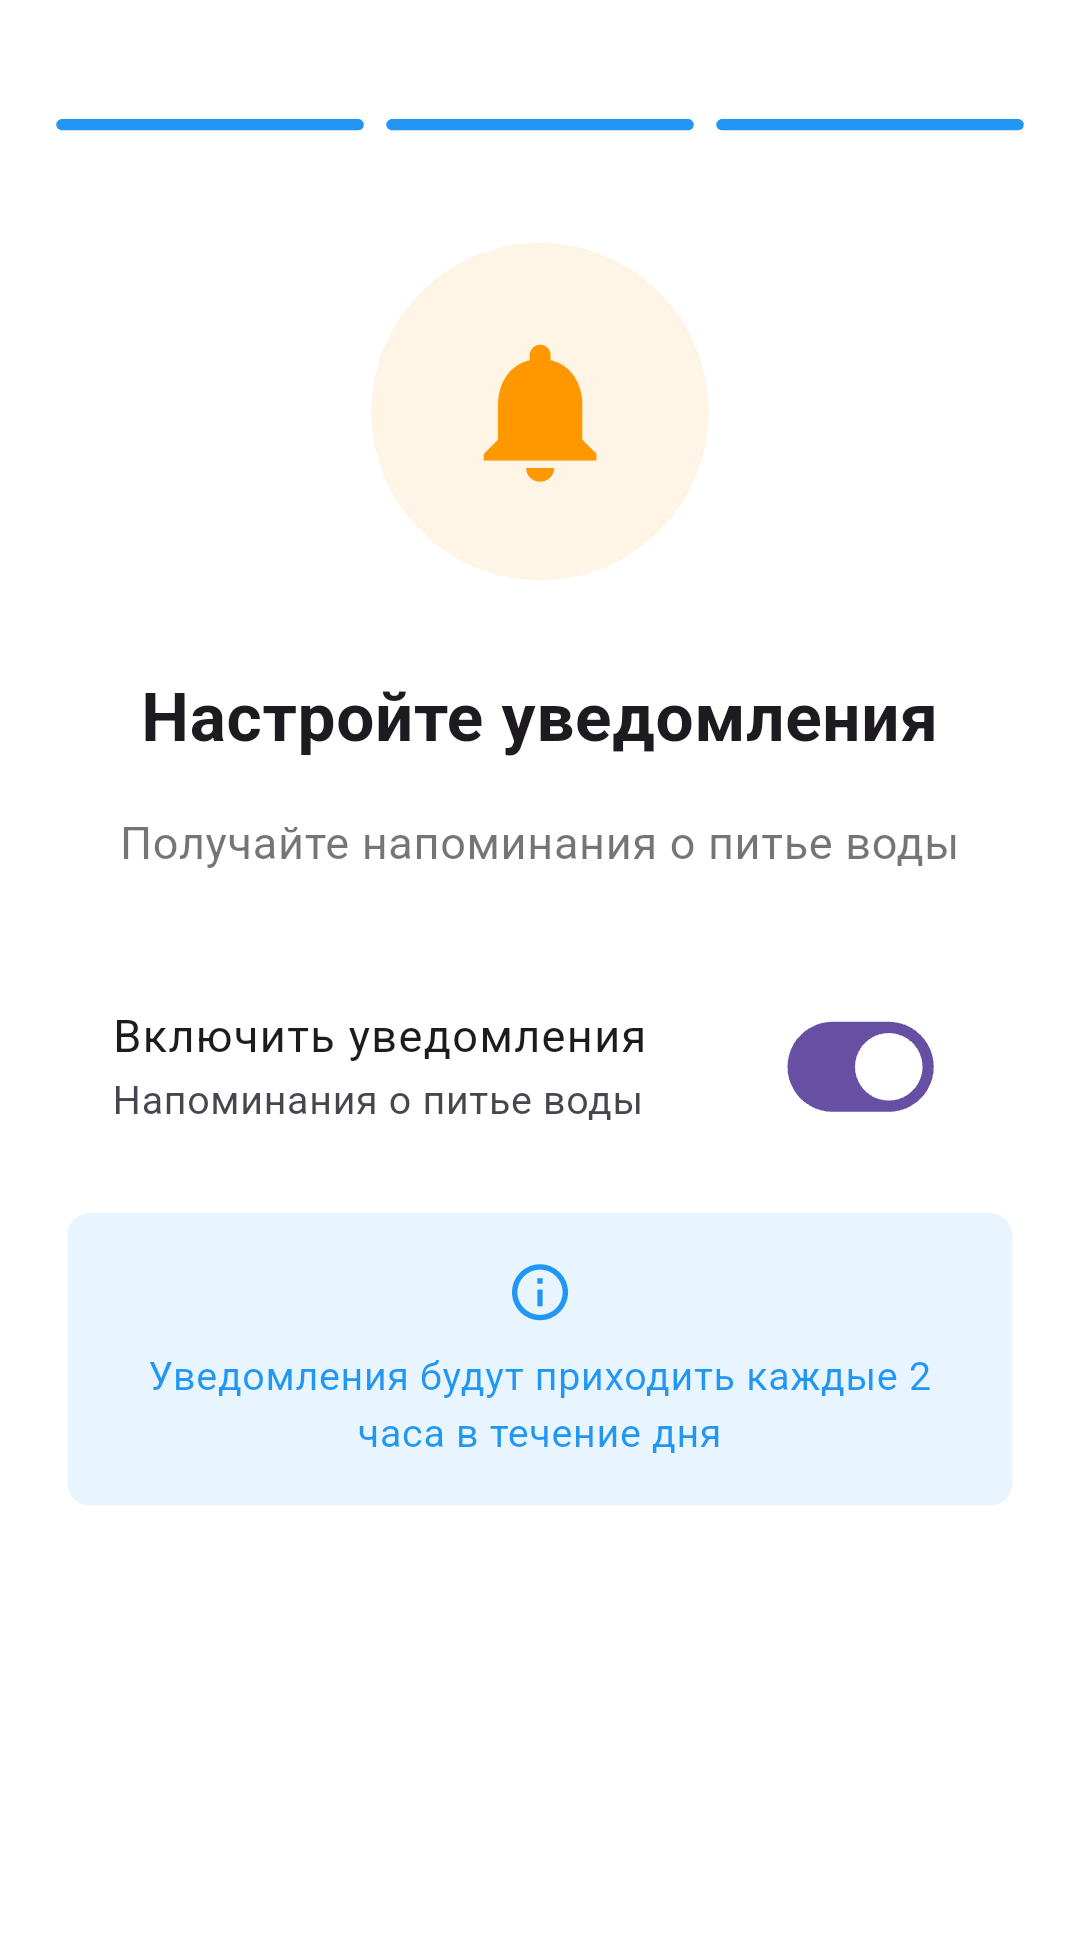 Настройте уведомления
Получайте напоминания о питье воды
Включить уведомления
Напоминания о питье воды
Уведомления будут приходить каждые 2
часа в течение дня